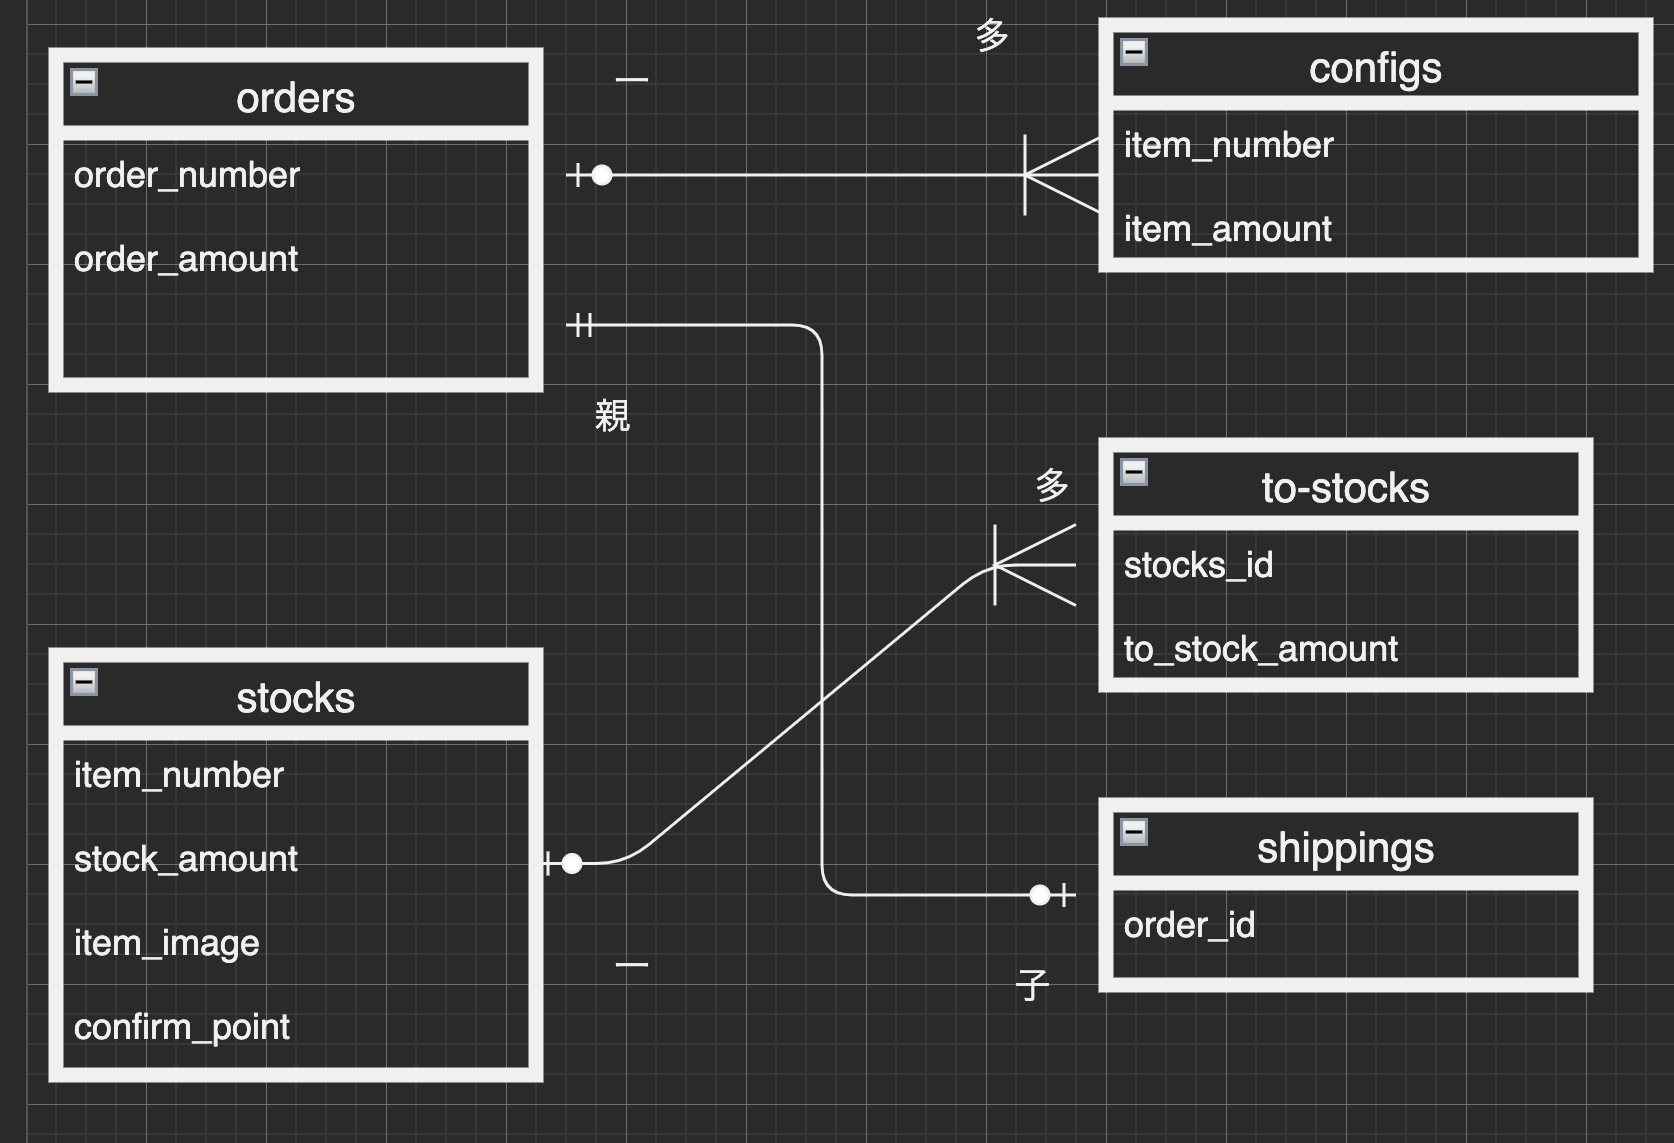 orders
order_number
order_amount
一
多
configs
item_number
item_amount
親
多
to-stocks
stocks_id
to_stock_amount
stocks
item_number
stock_amount
item_image
confirm_point
一
shippings
order_id
子